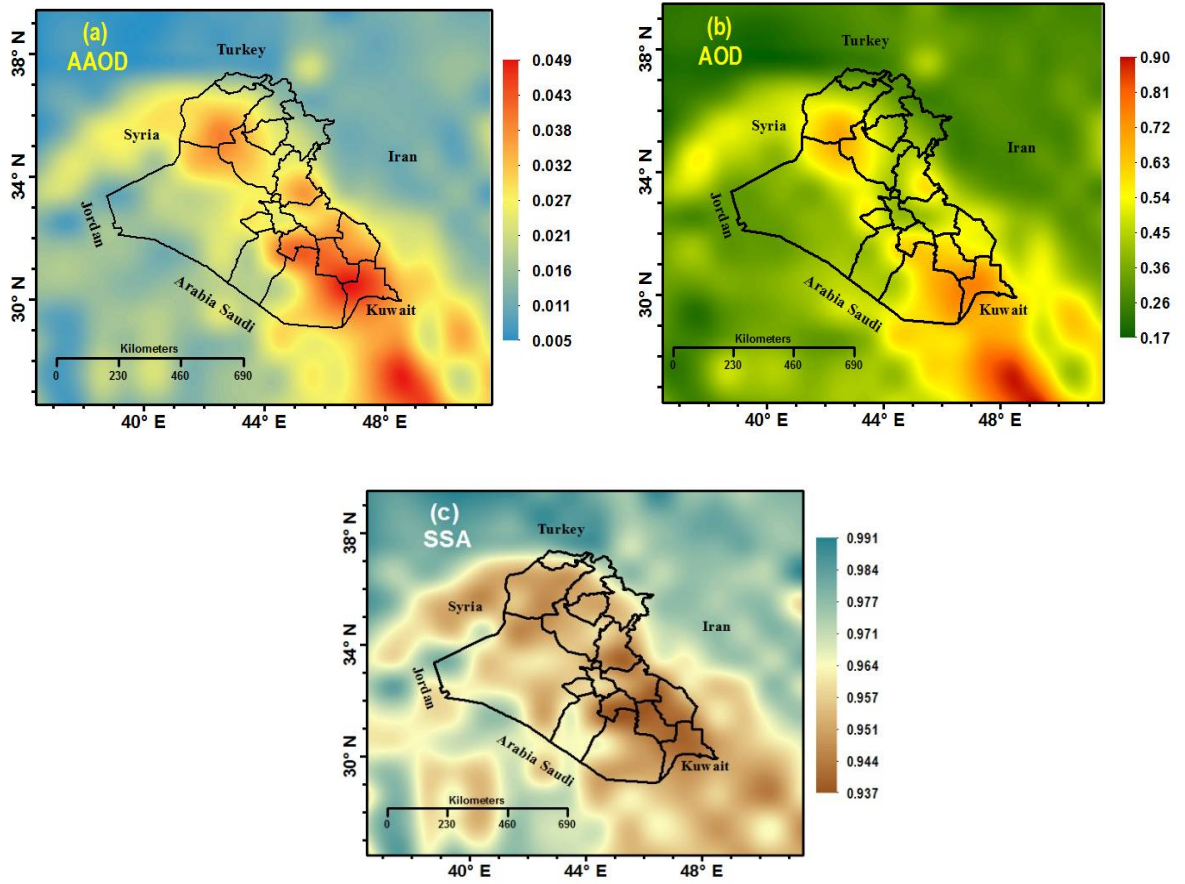 (a)
AAOD
Turkey
Syria
Iran
Jordan
Arabia Saudi
Kuwait
Kilometers
0 230 460 690
38° N
34° N
30° N
40° E 44° E 48° E
0.049
0.043
0.038
0.032
0.027
0.021
0.016
0.011
0.005
(b)
AOD
Turkey
Syria
Iran
Jordan
Arabia Saudi
Kuwait
Kilometers
0 230 460 690
38° N
34° N
30° N
40° E 44° E 48° E
0.90
0.81
0.72
0.63
0.54
0.45
0.36
0.26
0.17
(c)
SSA
Turkey
Syria
Iran
Jordan
Arabia Saudi
Kuwait
Kilometers
0 230 460 690
38° N
34° N
30° N
40° E 44° E 48° E
0.991
0.984
0.977
0.971
0.964
0.957
0.951
0.944
0.937